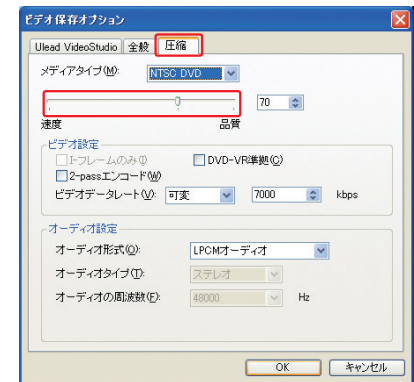 ビデオ保存オプション
Ulead VideoStudio 全般 圧縮
メディアタイプ(M): NTSC DVD
70
速度 品質
ビデオ設定
I-フレームのみ(I) DVD-VR準拠(C)
2-passエンコード(W)
ビデオデータレート(V): 可変 7000 kbps
オーディオ設定
オーディオ形式(O): LPCMオーディオ
オーディオタイプ(T): ステレオ
オーディオの周波数(F): 48000 Hz
OK キャンセル